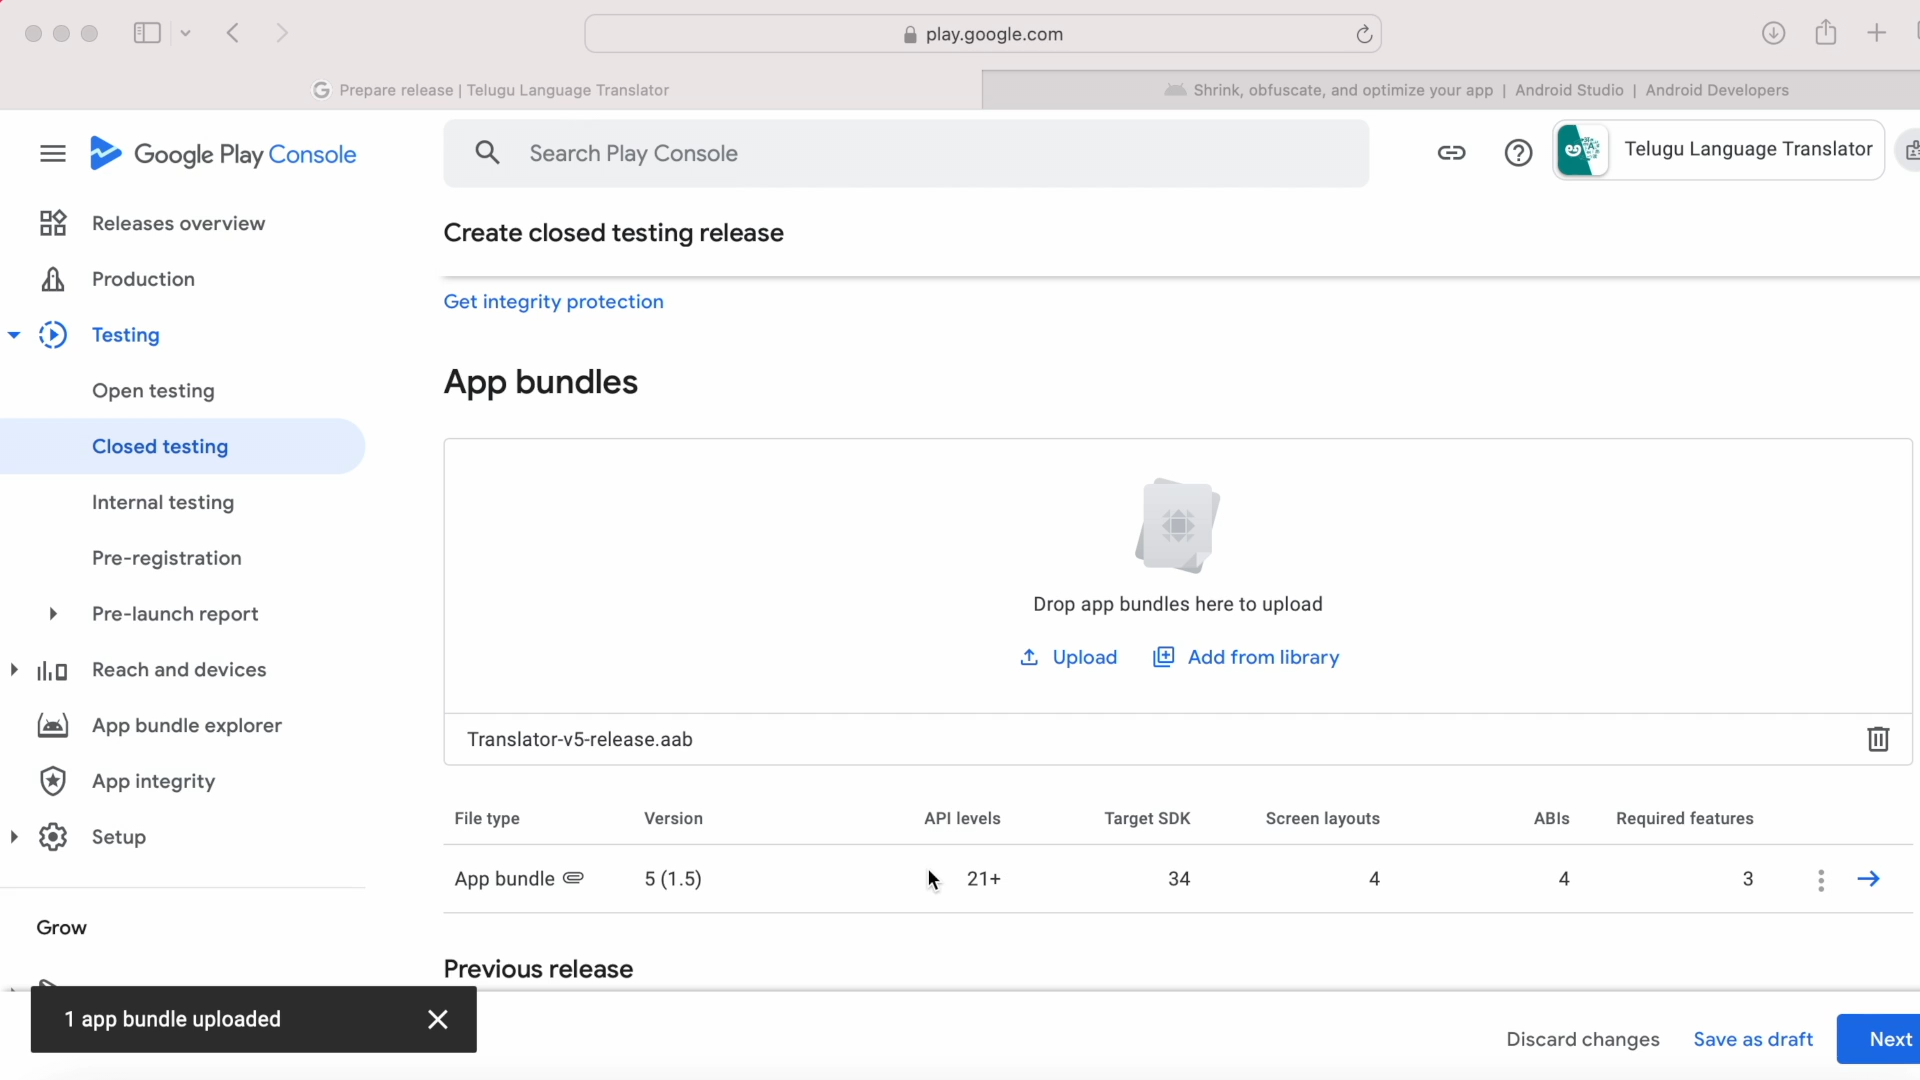 play.google.com
Prepare release | Telugu Language Translator
Shrink, obfuscate, and optimize your app | Android Studio | Android Developers
Google Play Console
Search Play Console
Telugu Language Translator
Releases overview
Production
Testing
Open testing
Closed testing
Internal testing
Pre-registration
Pre-launch report
Reach and devices
App bundle explorer
App integrity
Setup
Grow
Create closed testing release
Get integrity protection
App bundles
Drop app bundles here to upload
Upload
Add from library
Translator-v5-release.aab
File type Version API levels Target SDK Screen layouts ABIs Required features
App bundle 5 (1.5) 21+ 34 4 4 3
Previous release
1 app bundle uploaded
Discard changes
Save as draft
Next